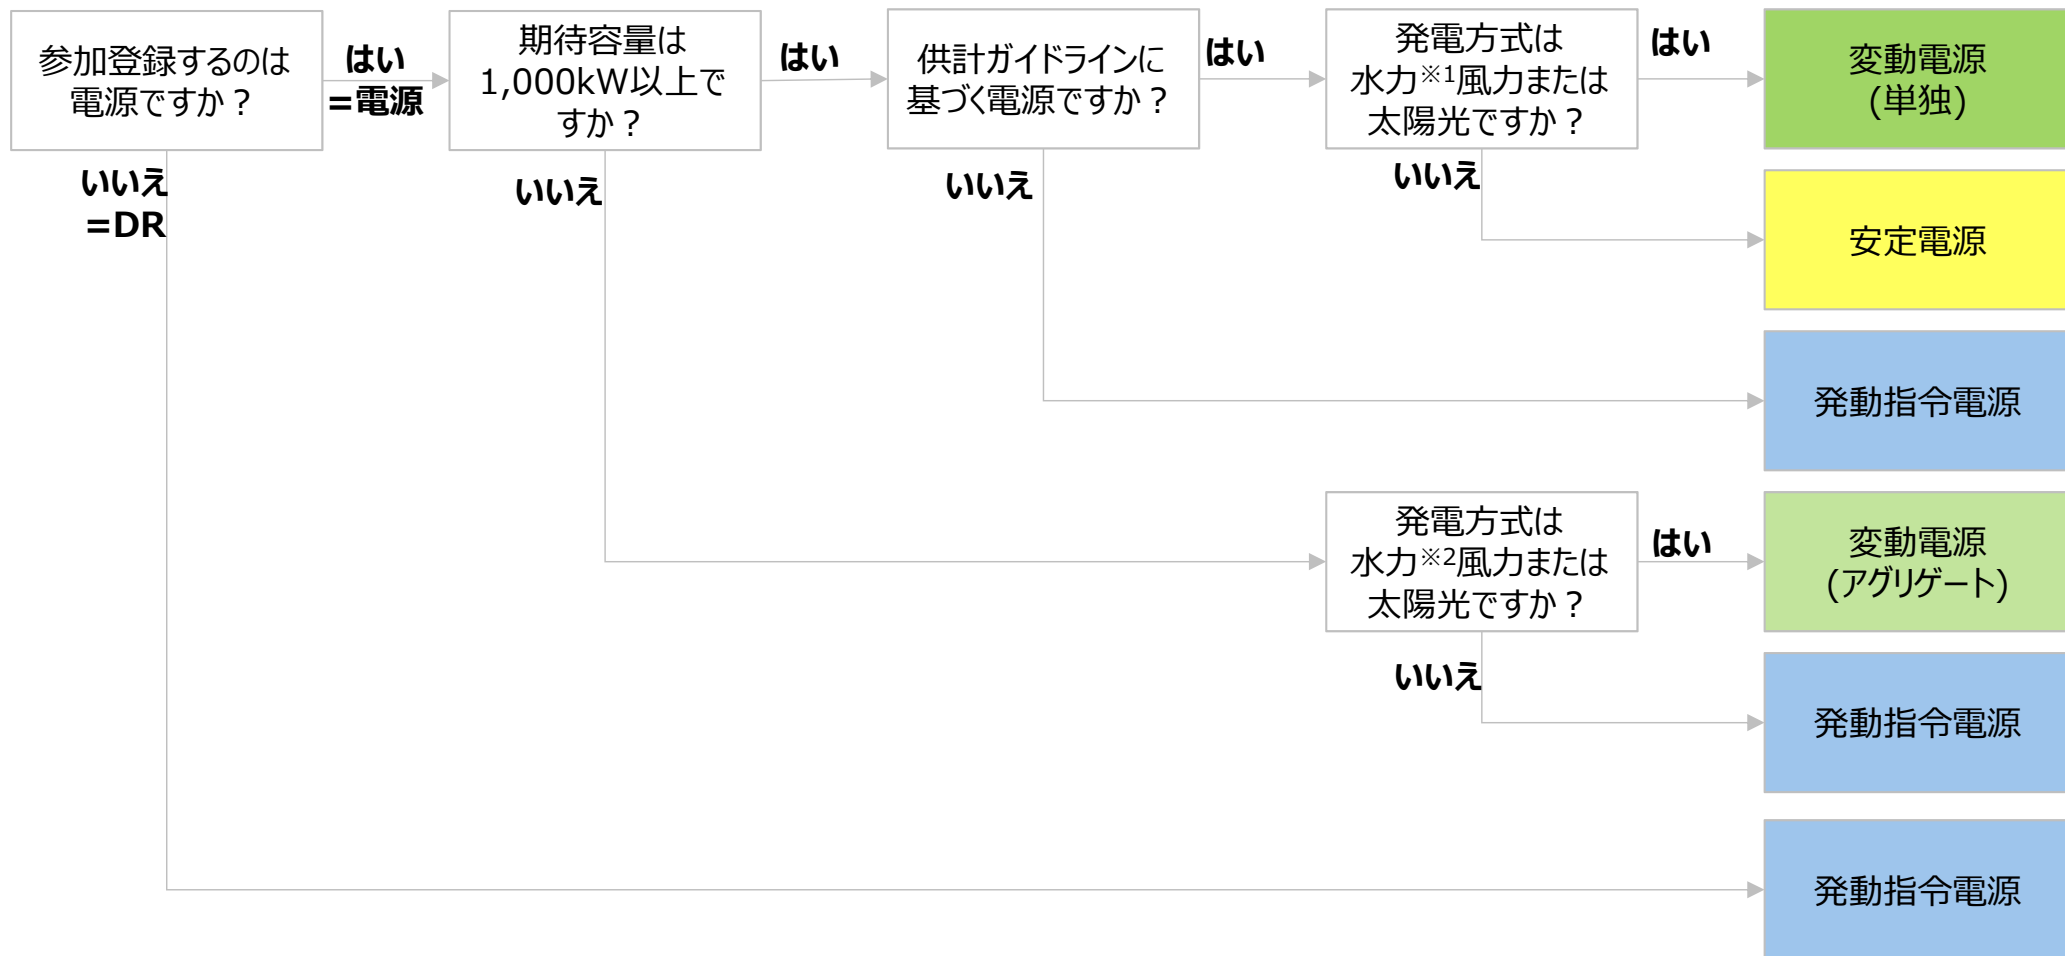 参加登録するのは
電源ですか？
はい
=電源
期待容量は
1,000kW以上で
すか？
はい
供計ガイドラインに
基づく電源ですか？
はい
発電方式は
水力※1風力または
太陽光ですか？
はい
変動電源
(単独)
いいえ
=DR
いいえ
いいえ
いいえ
安定電源
発動指令電源
発電方式は
水力※2風力または
太陽光ですか？
はい
変動電源
(アグリゲート)
いいえ
発動指令電源
発動指令電源